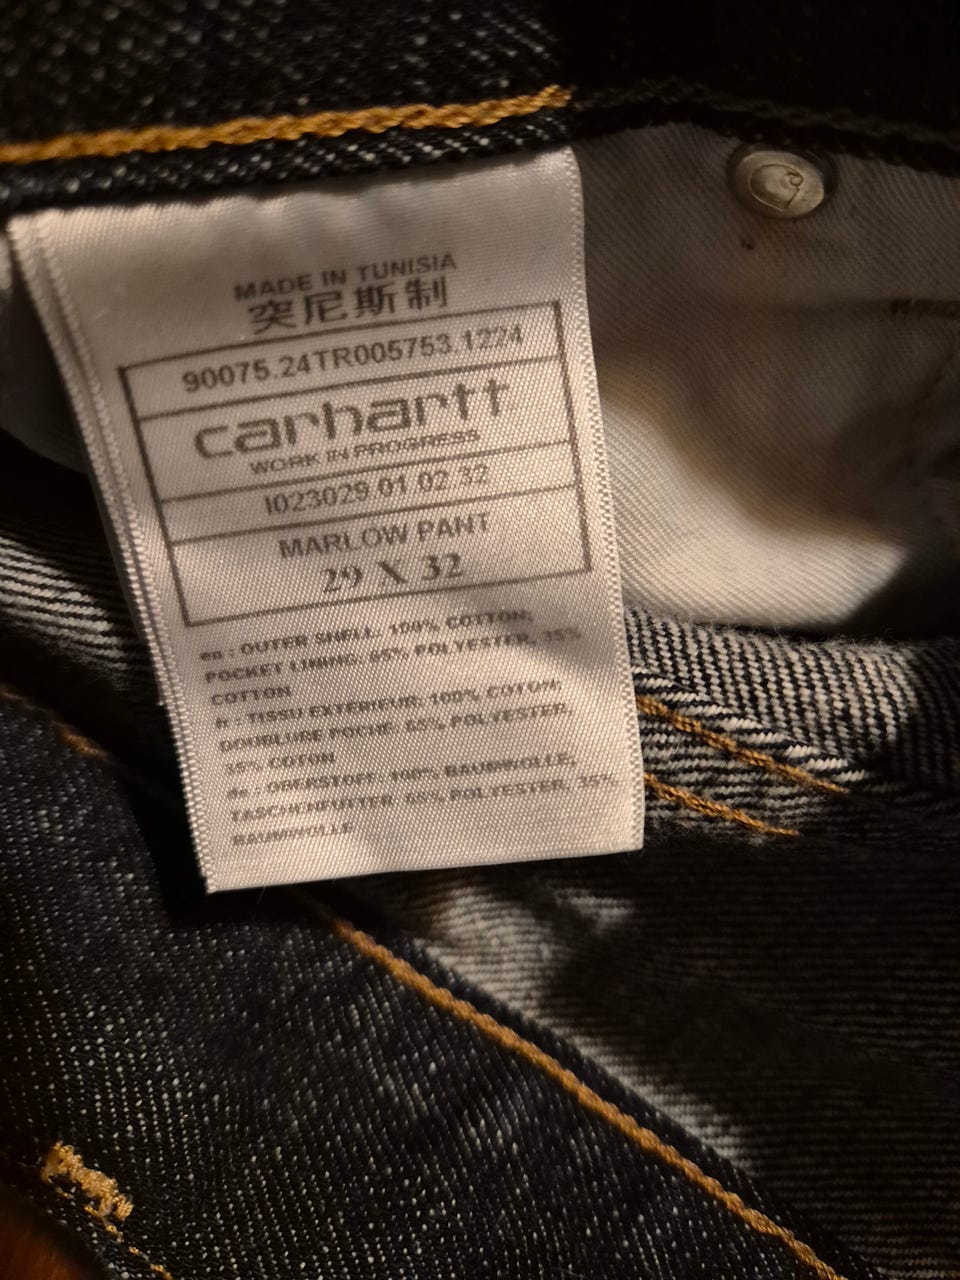 MADE IN TUNISIA
突尼斯制
90075.24TR005753.1224
carhartt
WORK IN PROGRESS
I023029 01 02 32
MARLOW PANT
29 X 32
en : OUTER SHELL: 100% COTTON;
POCKET LINING: 65% POLYESTER, 35%
COTTON
fr : TISSU EXTERIEUR: 100% COTON;
DOUBLURE POCHE: 65% POLYESTER,
35% COTON
de : OBERSTOFF: 100% BAUMWOLLE;
TASCHENFUTTER: 65% POLYESTER, 35%
BAUMWOLLE